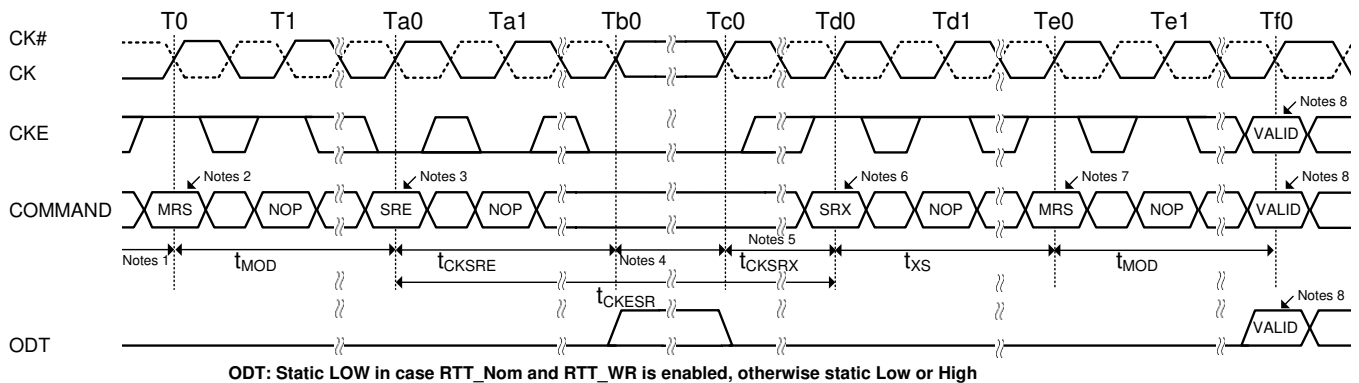 T0 T1 Ta0 Ta1 Tb0 Tc0 Td0 Td1 Te0 Te1 Tf0
CK#
CK
Notes 8
CKE VALID
Notes 2 Notes 3 Notes 6 Notes 7 Notes 8
COMMAND MRS NOP SRE NOP SRX NOP MRS NOP VALID
Notes 1 tMOD tCKSRE Notes 4 Notes 5 tCKSRX tXS tMOD
tCKESR
Notes 8
ODT VALID
ODT: Static LOW in case RTT_Nom and RTT_WR is enabled, otherwise static Low or High